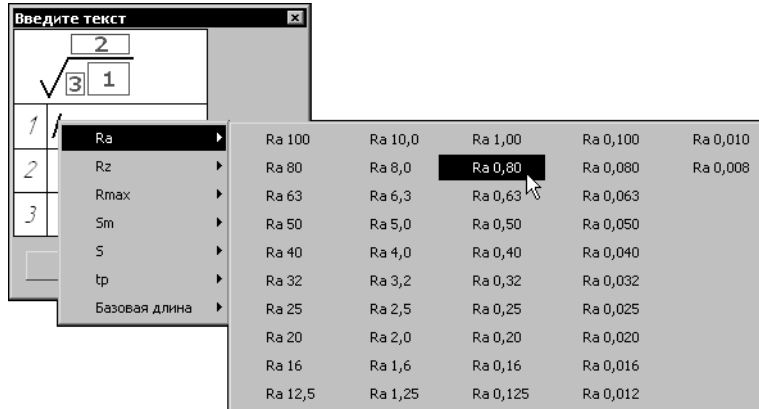 Введите текст
2
3 1
1
2
3
Ra
Rz
Rmax
Sm
S
tp
Базовая длина
Ra 100 Ra 10,0 Ra 1,00 Ra 0,100 Ra 0,010
Ra 80 Ra 8,0 Ra 0,80 Ra 0,080 Ra 0,008
Ra 63 Ra 6,3 Ra 0,63 Ra 0,063
Ra 50 Ra 5,0 Ra 0,50 Ra 0,050
Ra 40 Ra 4,0 Ra 0,40 Ra 0,040
Ra 32 Ra 3,2 Ra 0,32 Ra 0,032
Ra 25 Ra 2,5 Ra 0,25 Ra 0,025
Ra 20 Ra 2,0 Ra 0,20 Ra 0,020
Ra 16 Ra 1,6 Ra 0,16 Ra 0,016
Ra 12,5 Ra 1,25 Ra 0,125 Ra 0,012